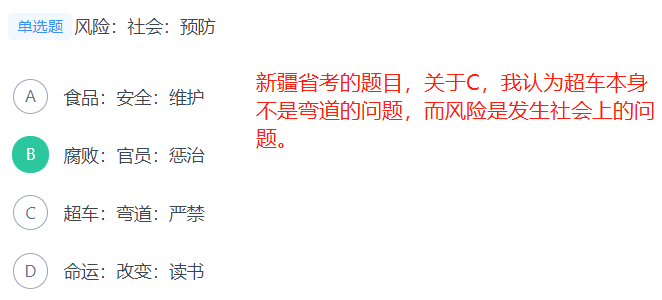 单选题 风险：社会：预防
A 食品：安全：维护
新疆省考的题目，关于C，我认为超车本身
不是弯道的问题，而风险是发生社会上的问
题。
B 腐败：官员：惩治
C 超车：弯道：严禁
D 命运：改变：读书